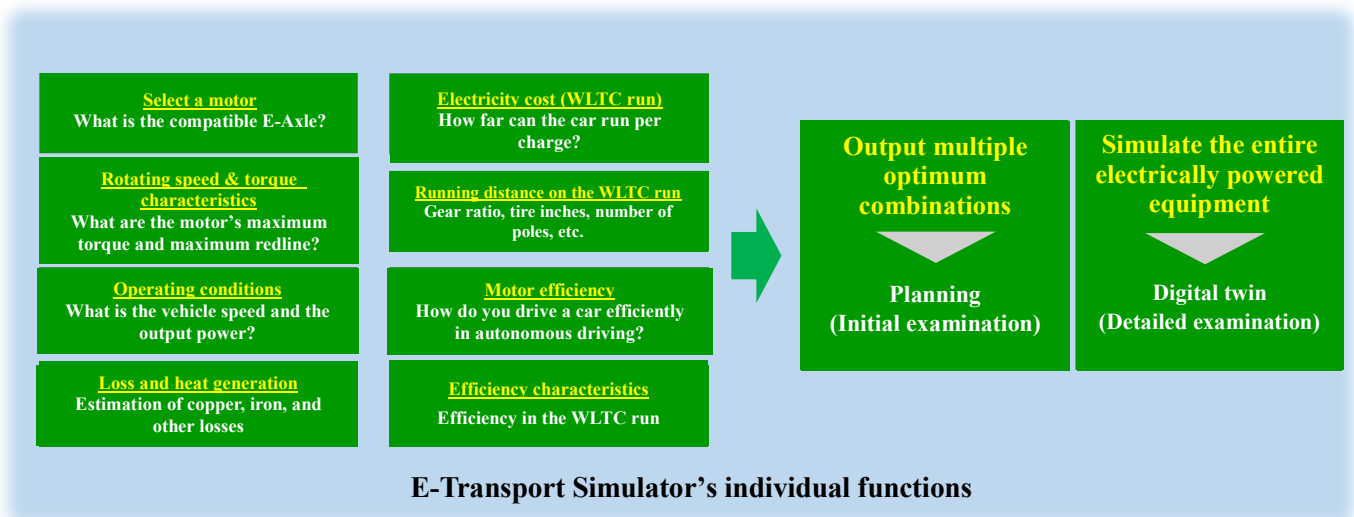 Select a motor
What is the compatible E-Axle?
Rotating speed & torque
characteristics
What are the motor's maximum
torque and maximum redline?
Operating conditions
What is the vehicle speed and the
output power?
Loss and heat generation
Estimation of copper, iron, and
other losses
Electricity cost (WLTC run)
How far can the car run per
charge?
Running distance on the WLTC run
Gear ratio, tire inches, number of
poles, etc.
Motor efficiency
How do you drive a car efficiently
in autonomous driving?
Efficiency characteristics
Efficiency in the WLTC run
Output multiple
optimum
combinations
Planning
(Initial examination)
Simulate the entire
electrically powered
equipment
Digital twin
(Detailed examination)
E-Transport Simulator's individual functions